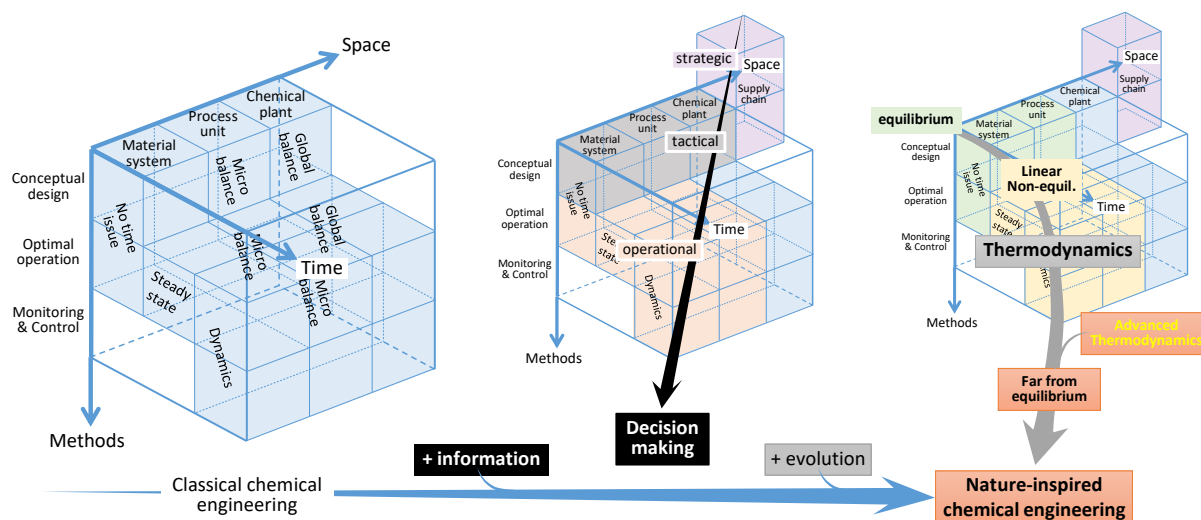 Space
Chemical
plant
Process
unit
Material
system
Global
balance
Micro
balance
Conceptual
design
No time
issue
Global
balance
Micro
balance
Optimal
operation
Time
Steady
state
Micro
balance
Monitoring
& Control
Dynamics
Methods
strategic
Space
Supply
chain
Chemical
plant
Process
unit
tactical
Material
system
Conceptual
design
No time
issue
Optimal
operation
Time
operational
Steady
state
Monitoring
& Control
Dynamics
Methods
Decision
making
Space
Supply
chain
Chemical
plant
Process
unit
equilibrium
Material
system
Conceptual
design
No time
issue
Linear
Non-equil.
Optimal
operation
Time
Steady
Monitoring
& Control
Thermodynamics
Methods
Advanced
Thermodynamics
Far from
equilibrium
+ information
+ evolution
Classical chemical
engineering
Nature-inspired
chemical engineering